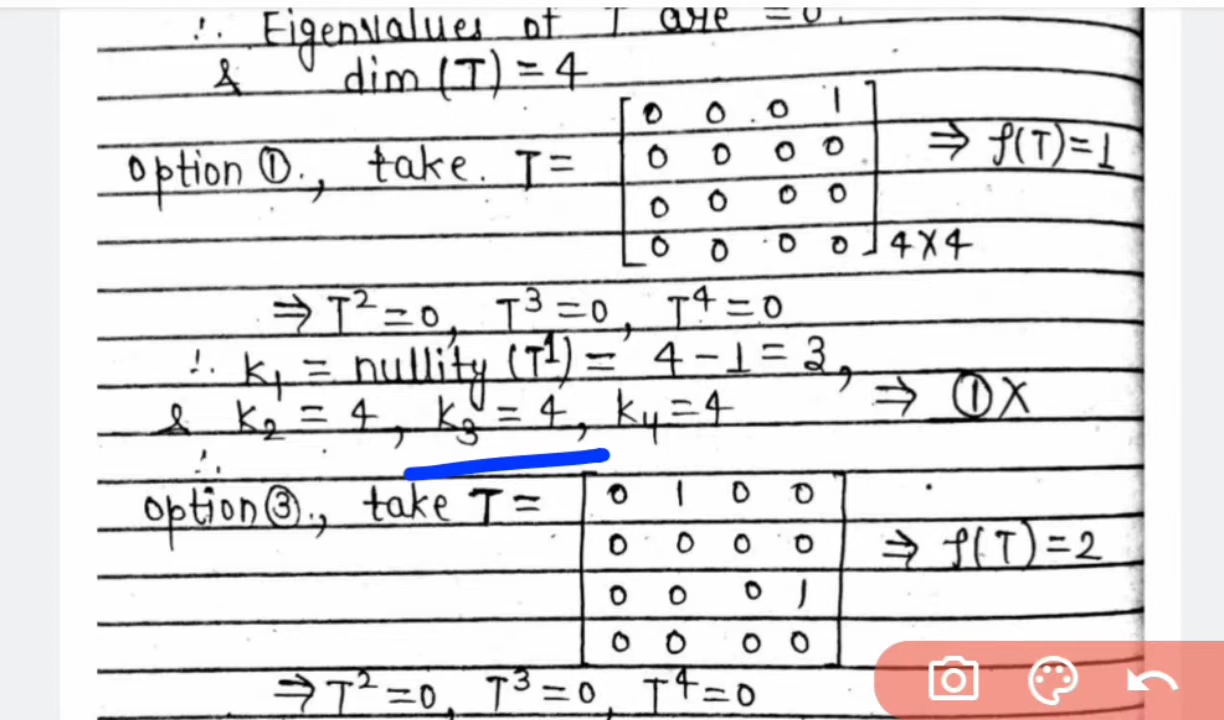 ∴ Eigenvalues of T are = 0.
& dim (T) = 4
option ①., take. T = [0 0 0 1 ⇒ ρ(T)=1
0 0 0 0
0 0 0 0
0 0 0 0] 4×4
⇒ T² = 0, T³ = 0, T⁴ = 0
∴ k₁ = nullity (T¹) = 4 - 1 = 3, ⇒ ① X
& k₂ = 4, k₃ = 4, k₄ = 4
∴
option ③., take T = [0 1 0 0
0 0 0 0 ⇒ ρ(T) = 2
0 0 0 1
0 0 0 0]
⇒ T² = 0, T³ = 0, T⁴ = 0